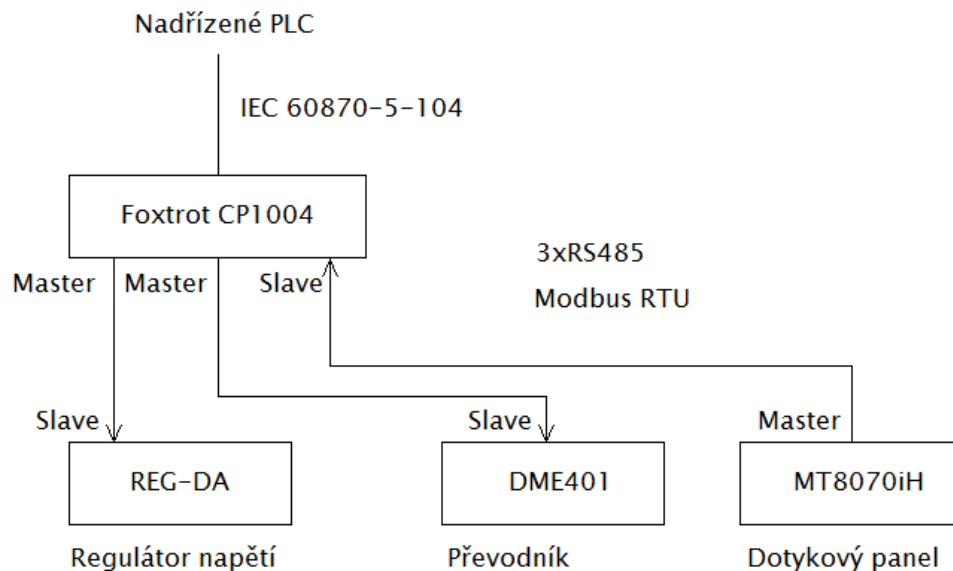 Nadřízené PLC
IEC 60870-5-104
Foxtrot CP1004
Master Master Slave
3xRS485
Modbus RTU
Slave Slave Master
REG-DA DME401 MT8070iH
Regulátor napětí Převodník Dotykový panel